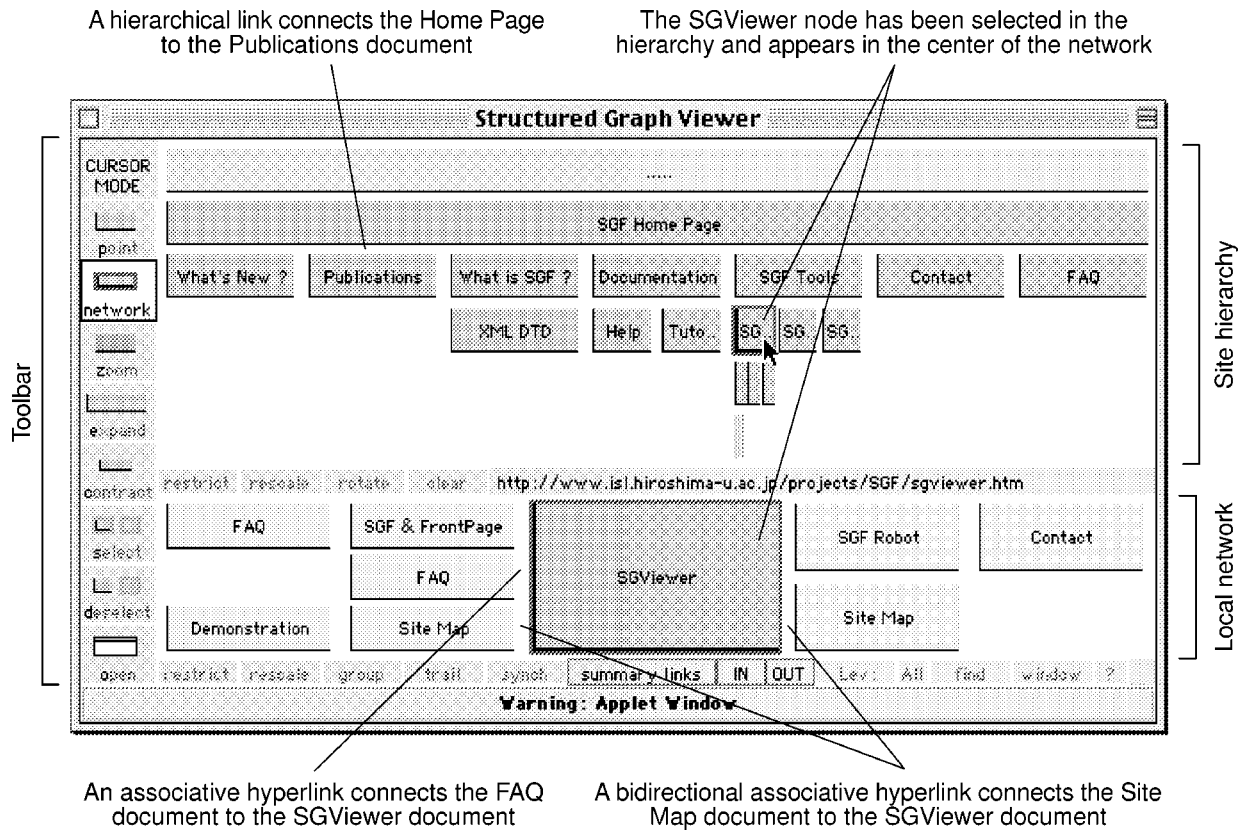 A hierarchical link connects the Home Page
to the Publications document
The SGViewer node has been selected in the
hierarchy and appears in the center of the network
Structured Graph Viewer
Toolbar
CURSOR
MODE
point
network
zoom
expand
contract
select
deselect
open
.....
SGF Home Page
What's New ?
Publications
What is SGF ?
Documentation
SGF Tools
Contact
FAQ
XML DTD
Help
Tuto..
SG..
SG.
SG.
Site hierarchy
restrict rescale rotate clear http://www.isl.hiroshima-u.ac.jp/projects/SGF/sgviewer.htm
FAQ
SGF & FrontPage
FAQ
Demonstration
Site Map
SGViewer
SGF Robot
Contact
Site Map
Local network
restrict rescale group trail synch summary links IN OUT Lev: All find window ?
Warning: Applet Window
An associative hyperlink connects the FAQ
document to the SGViewer document
A bidirectional associative hyperlink connects the Site
Map document to the SGViewer document